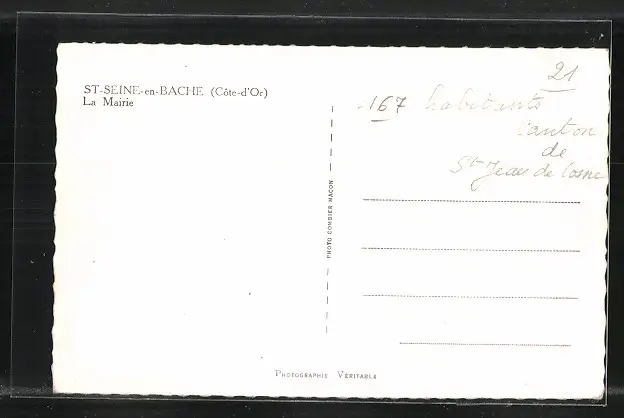 ST-SEINE-en-BACHE (Côte-d'Or)
La Mairie
PHOTO COMBIER MACON
21
167 habitants
Canton
de
St Jean de Losne
PHOTOGRAPHIE VÉRITABLE